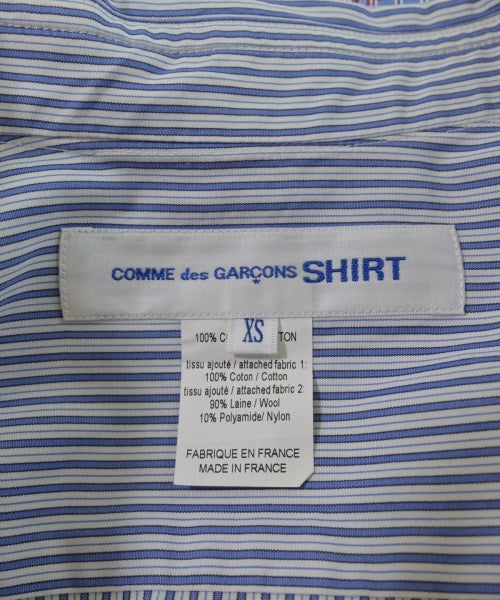 COMME des GARÇONS SHIRT
XS
100%
tissu ajouté / attached fabric 1:
100% Coton / Cotton
tissu ajouté / attached fabric 2:
90% Laine / Wool
10% Polyamide/ Nylon
FABRIQUE EN FRANCE
MADE IN FRANCE